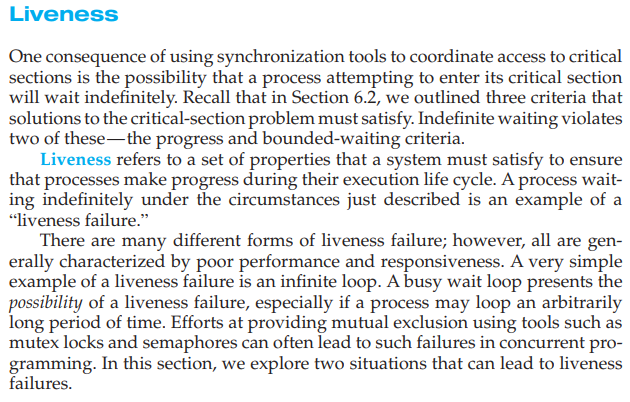 Liveness
One consequence of using synchronization tools to coordinate access to critical
sections is the possibility that a process attempting to enter its critical section
will wait indefinitely. Recall that in Section 6.2, we outlined three criteria that
solutions to the critical-section problem must satisfy. Indefinite waiting violates
two of these—the progress and bounded-waiting criteria.
Liveness refers to a set of properties that a system must satisfy to ensure
that processes make progress during their execution life cycle. A process wait-
ing indefinitely under the circumstances just described is an example of a
“liveness failure.”
There are many different forms of liveness failure; however, all are gen-
erally characterized by poor performance and responsiveness. A very simple
example of a liveness failure is an infinite loop. A busy wait loop presents the
possibility of a liveness failure, especially if a process may loop an arbitrarily
long period of time. Efforts at providing mutual exclusion using tools such as
mutex locks and semaphores can often lead to such failures in concurrent pro-
gramming. In this section, we explore two situations that can lead to liveness
failures.